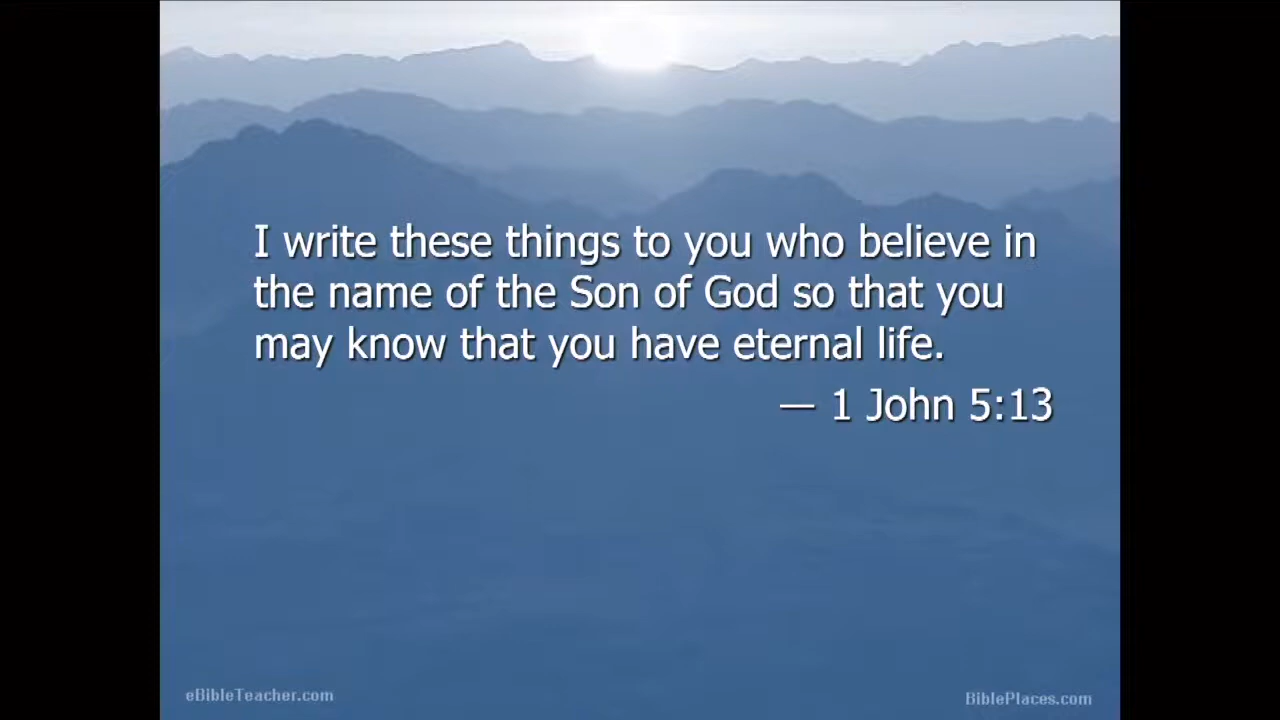 I write these things to you who believe in
the name of the Son of God so that you
may know that you have eternal life.
— 1 John 5:13
eBibleTeacher.com
BiblePlaces.com